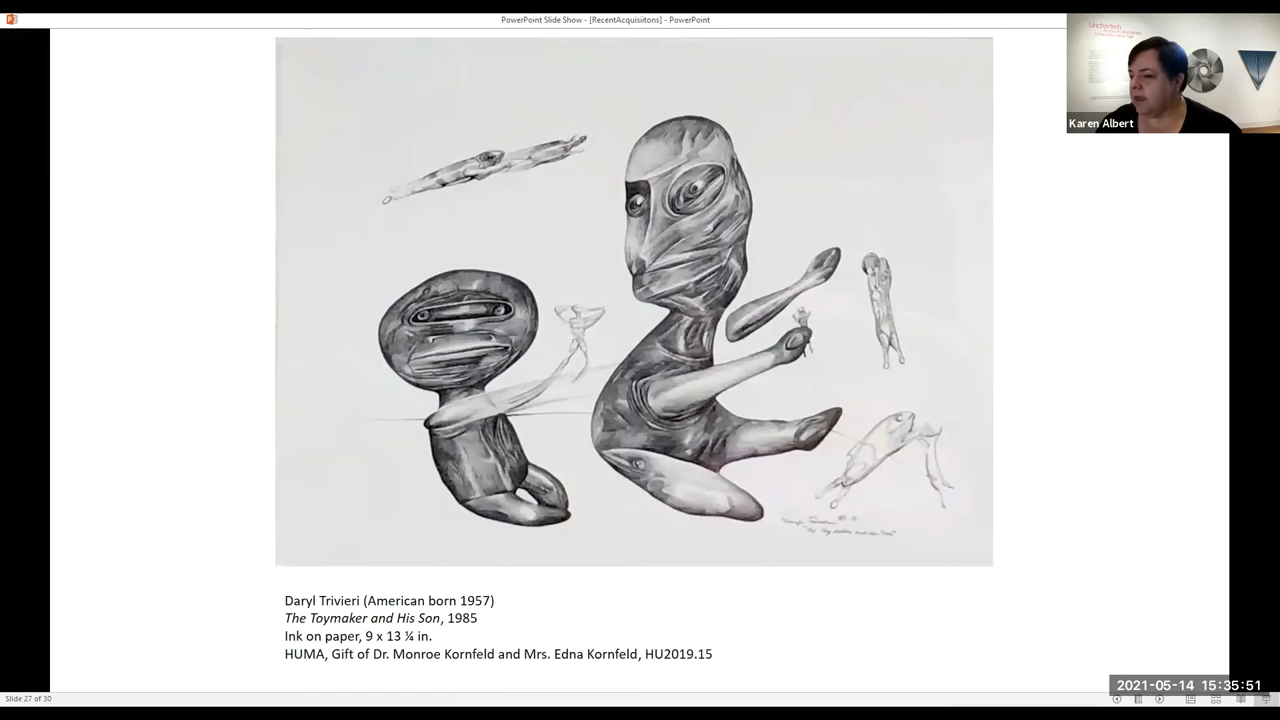 PowerPoint Slide Show - [RecentAcquisiitons] - PowerPoint
Uncharted:
Karen Albert
Daryl Trivieri (American born 1957)
The Toymaker and His Son, 1985
Ink on paper, 9 x 13 ¼ in.
HUMA, Gift of Dr. Monroe Kornfeld and Mrs. Edna Kornfeld, HU2019.15
2021-05-14 15:35:51
Slide 27 of 30